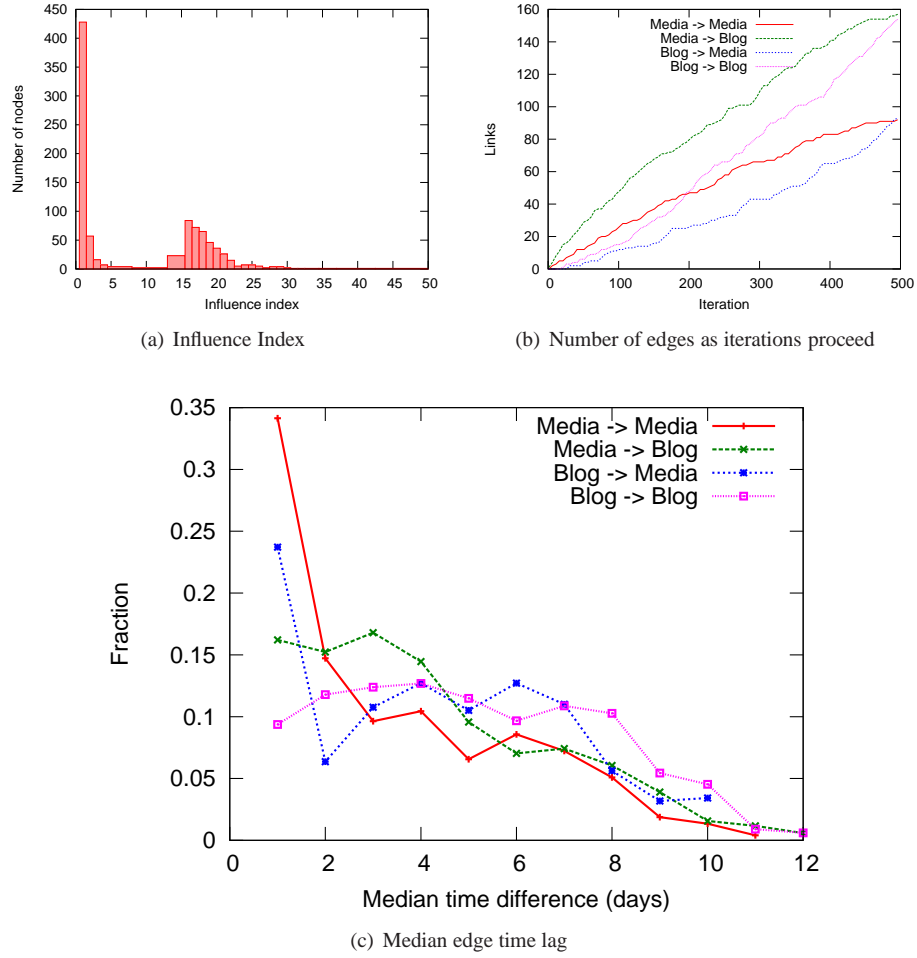 450
400
350
300
250
200
150
100
50
0
Number of nodes
0 5 10 15 20 25 30 35 40 45 50
Influence index
(a) Influence Index
160
140
120
100
80
60
40
20
0
Links
Media -> Media
Media -> Blog
Blog -> Media
Blog -> Blog
0 100 200 300 400 500
Iteration
(b) Number of edges as iterations proceed
0.35
0.3
0.25
0.2
0.15
0.1
0.05
0
Fraction
Media -> Media
Media -> Blog
Blog -> Media
Blog -> Blog
0 2 4 6 8 10 12
Median time difference (days)
(c) Median edge time lag